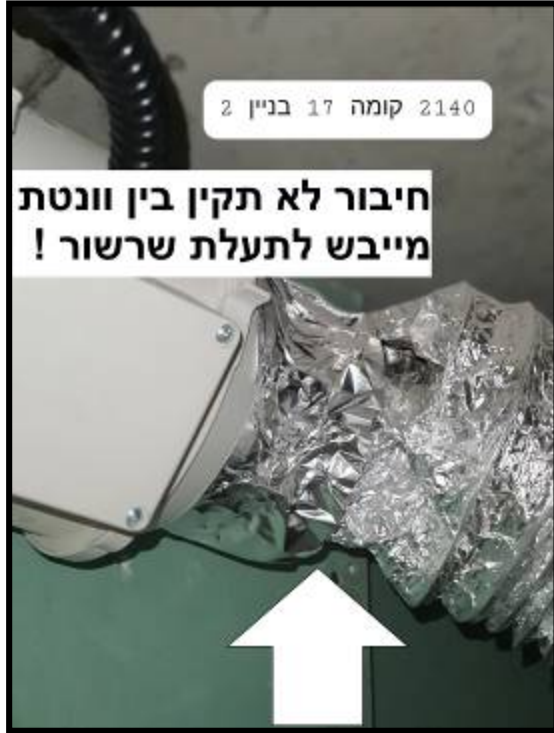 2140 קומה 17 בניין 2
חיבור לא תקין בין וונטת
מייבש לתעלת שרשור !